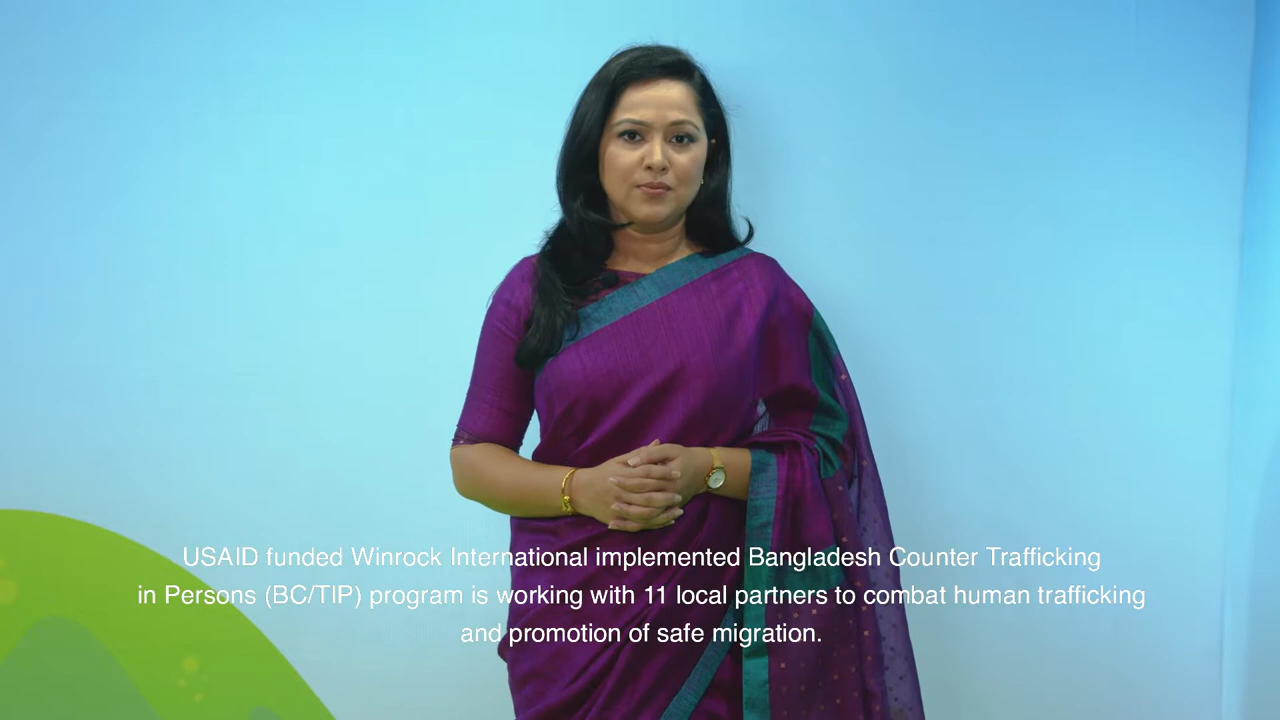 USAID funded Winrock International implemented Bangladesh Counter Trafficking
in Persons (BC/TIP) program is working with 11 local partners to combat human trafficking
and promotion of safe migration.